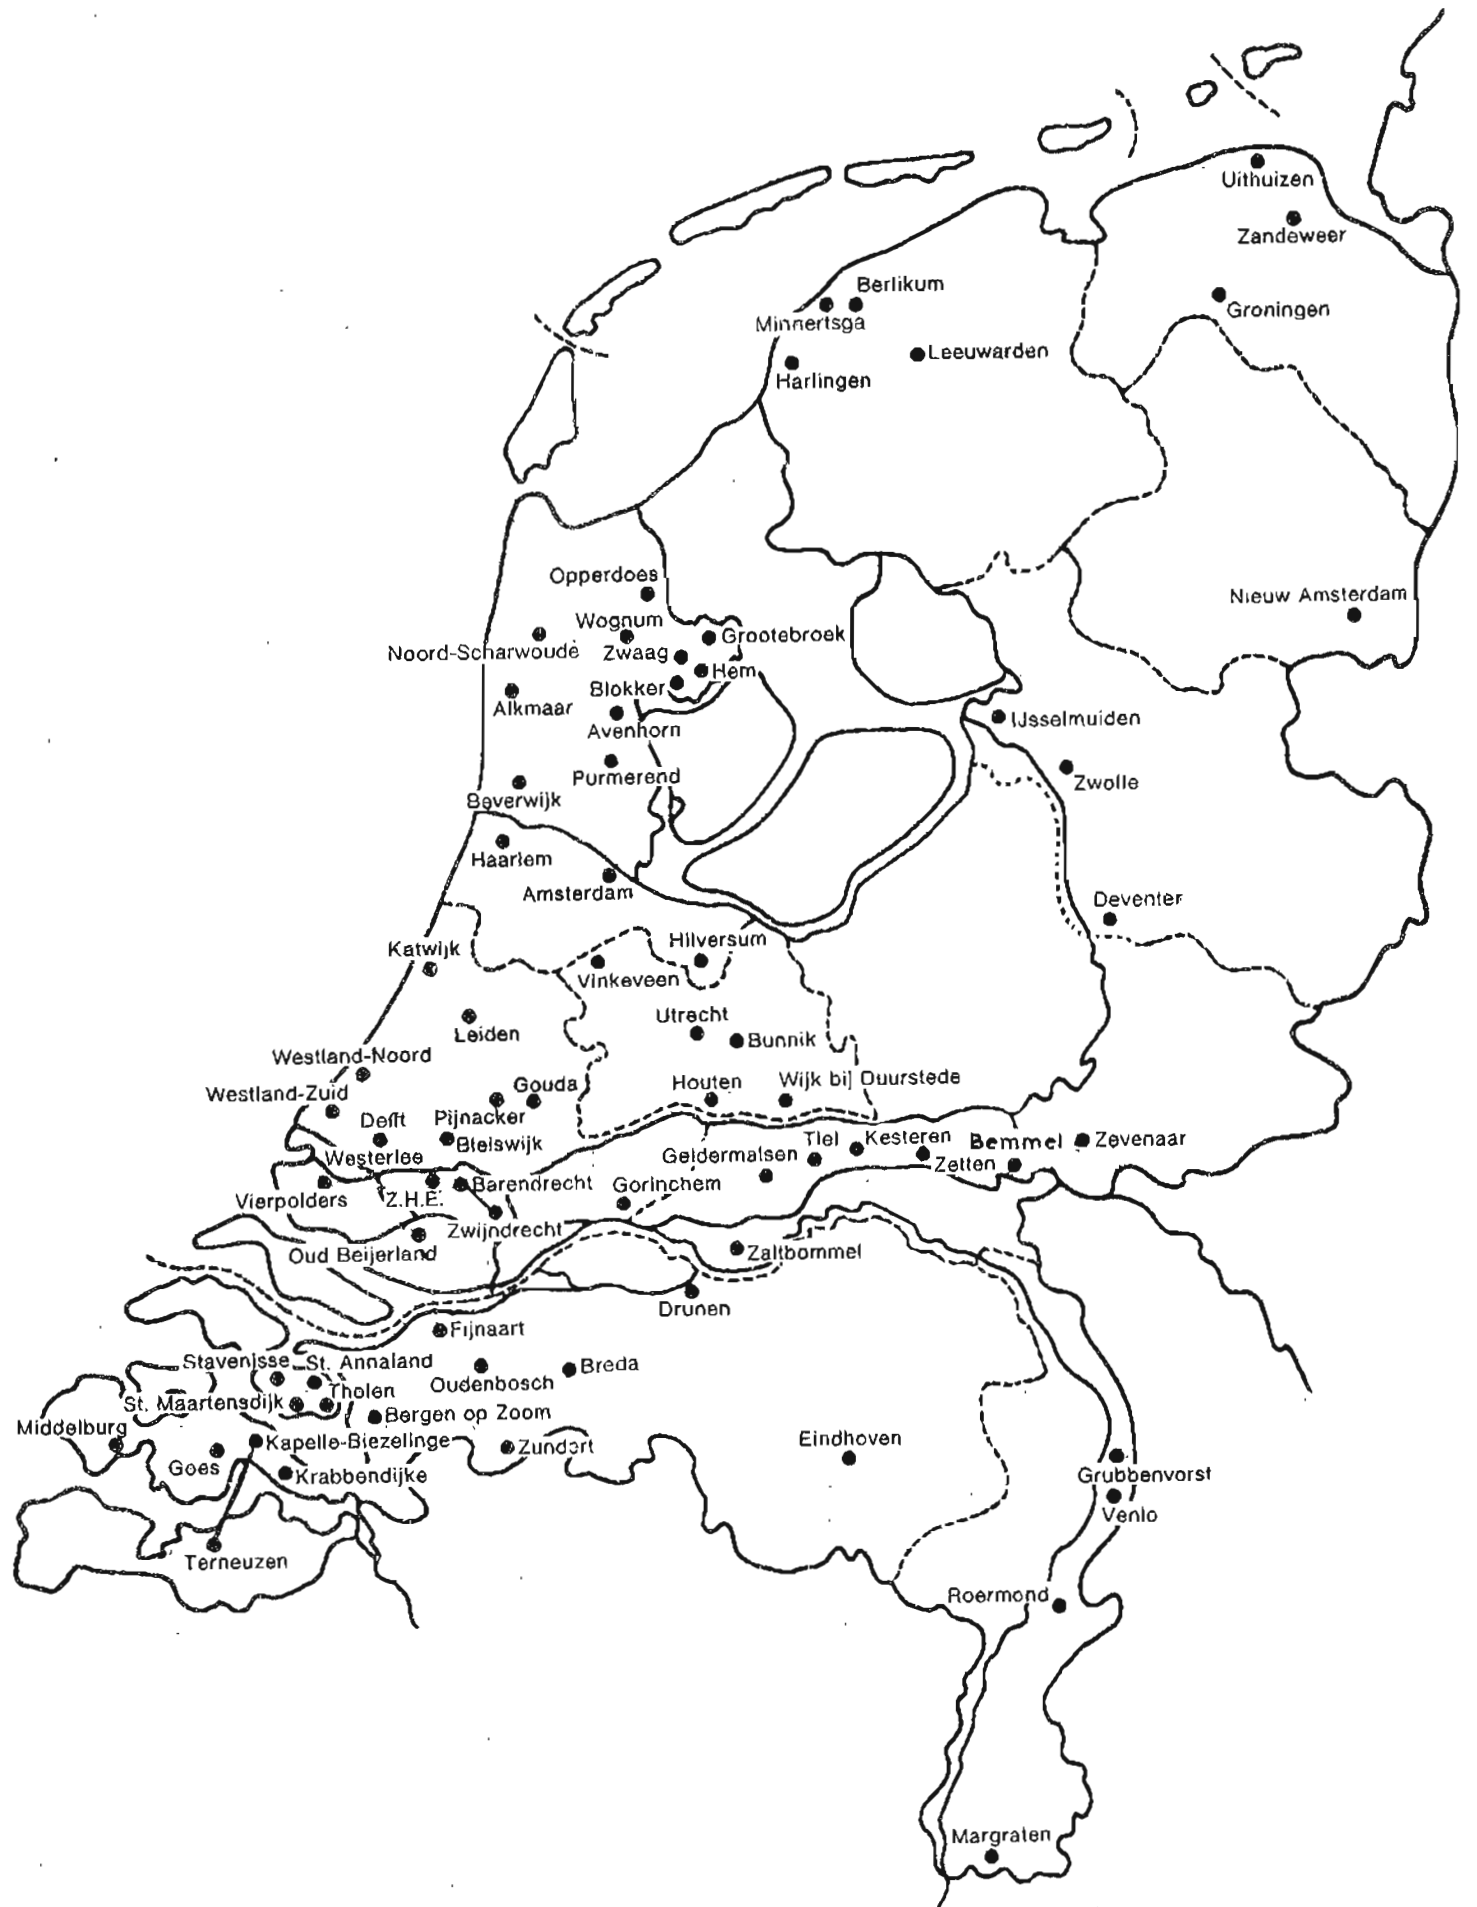 Uithuizen
Zandeweer
Berlikum
Groningen
Minnertsga
Leeuwarden
Harlingen
Opperdoes
Nieuw Amsterdam
Wognum
Grootebroek
Noord-Scharwoude
Zwaag
Hem
Blokker
Alkmaar
IJsselmuiden
Avenhorn
Purmerend
Zwolle
Beverwijk
Haarlem
Amsterdam
Deventer
Katwijk
Hilversum
Vinkeveen
Utrecht
Leiden
Bunnik
Westland-Noord
Westland-Zuid
Gouda
Houten
Wijk bij Duurstede
Delft
Pijnacker
Bleiswijk
Tiel
Kesteren
Bemmel
Zevenaar
Westerlee
Geldermalsen
Zetten
Vierpolders
Z.H.E.
Barendrecht
Gorinchem
Zwijndrecht
Oud Beijerland
Zaltbommel
Drunen
Fijnaart
Stavenisse
St. Annaland
Breda
Oudenbosch
Tholen
St. Maartensdijk
Bergen op Zoom
Middelburg
Kapelle-Biezelinge
Zundert
Eindhoven
Goes
Krabbendijke
Grubbenvorst
Venlo
Terneuzen
Roermond
Margraten